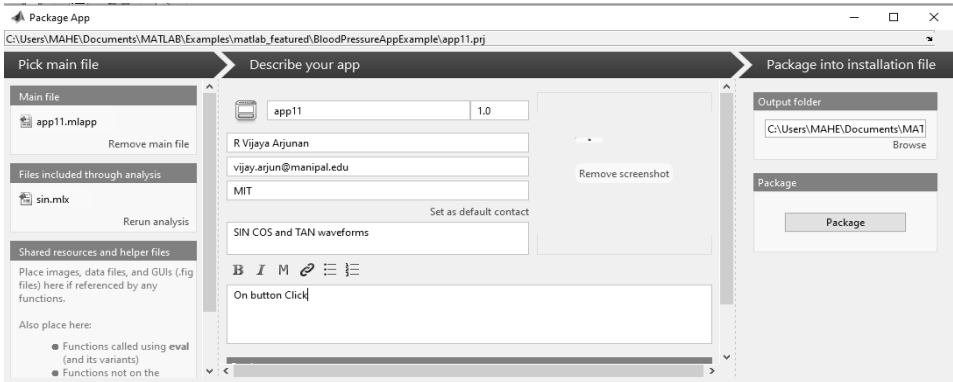 Package App
C:\Users\MAHE\Documents\MATLAB\Examples\matlab_featured\BloodPressureAppExample\app11.prj
Pick main file
Describe your app
Package into installation file
Main file
app11.mlapp
Remove main file
Files included through analysis
sin.mlx
Rerun analysis
Shared resources and helper files
Place images, data files, and GUIs (.fig
files) here if referenced by any
functions.
Also place here:
Functions called using eval
(and its variants)
Functions not on the
app11
1.0
R Vijaya Arjunan
vijay.arjun@manipal.edu
MIT
Set as default contact
SIN COS and TAN waveforms
B I M
On button Click
Remove screenshot
Output folder
C:\Users\MAHE\Documents\MAT
Browse
Package
Package